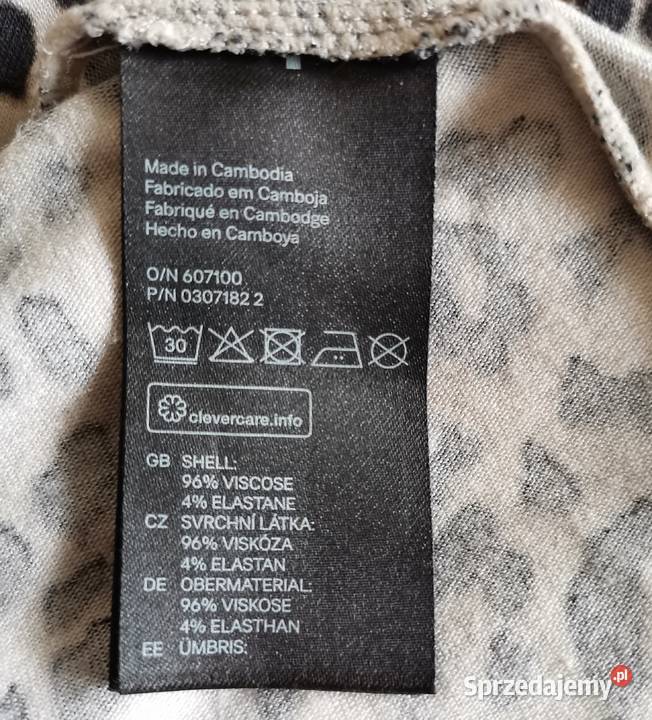 Made in Cambodia
Fabricado em Camboja
Fabriqué en Cambodge
Hecho en Camboya
O/N 607100
P/N 0307182 2
30
clevercare.info
GB SHELL:
96% VISCOSE
4% ELASTANE
CZ SVRCHNÍ LÁTKA:
96% VISKÓZA
4% ELASTAN
DE OBERMATERIAL:
96% VISKOSE
4% ELASTHAN
EE ÜMBRIS:
Sprzedajemy.pl